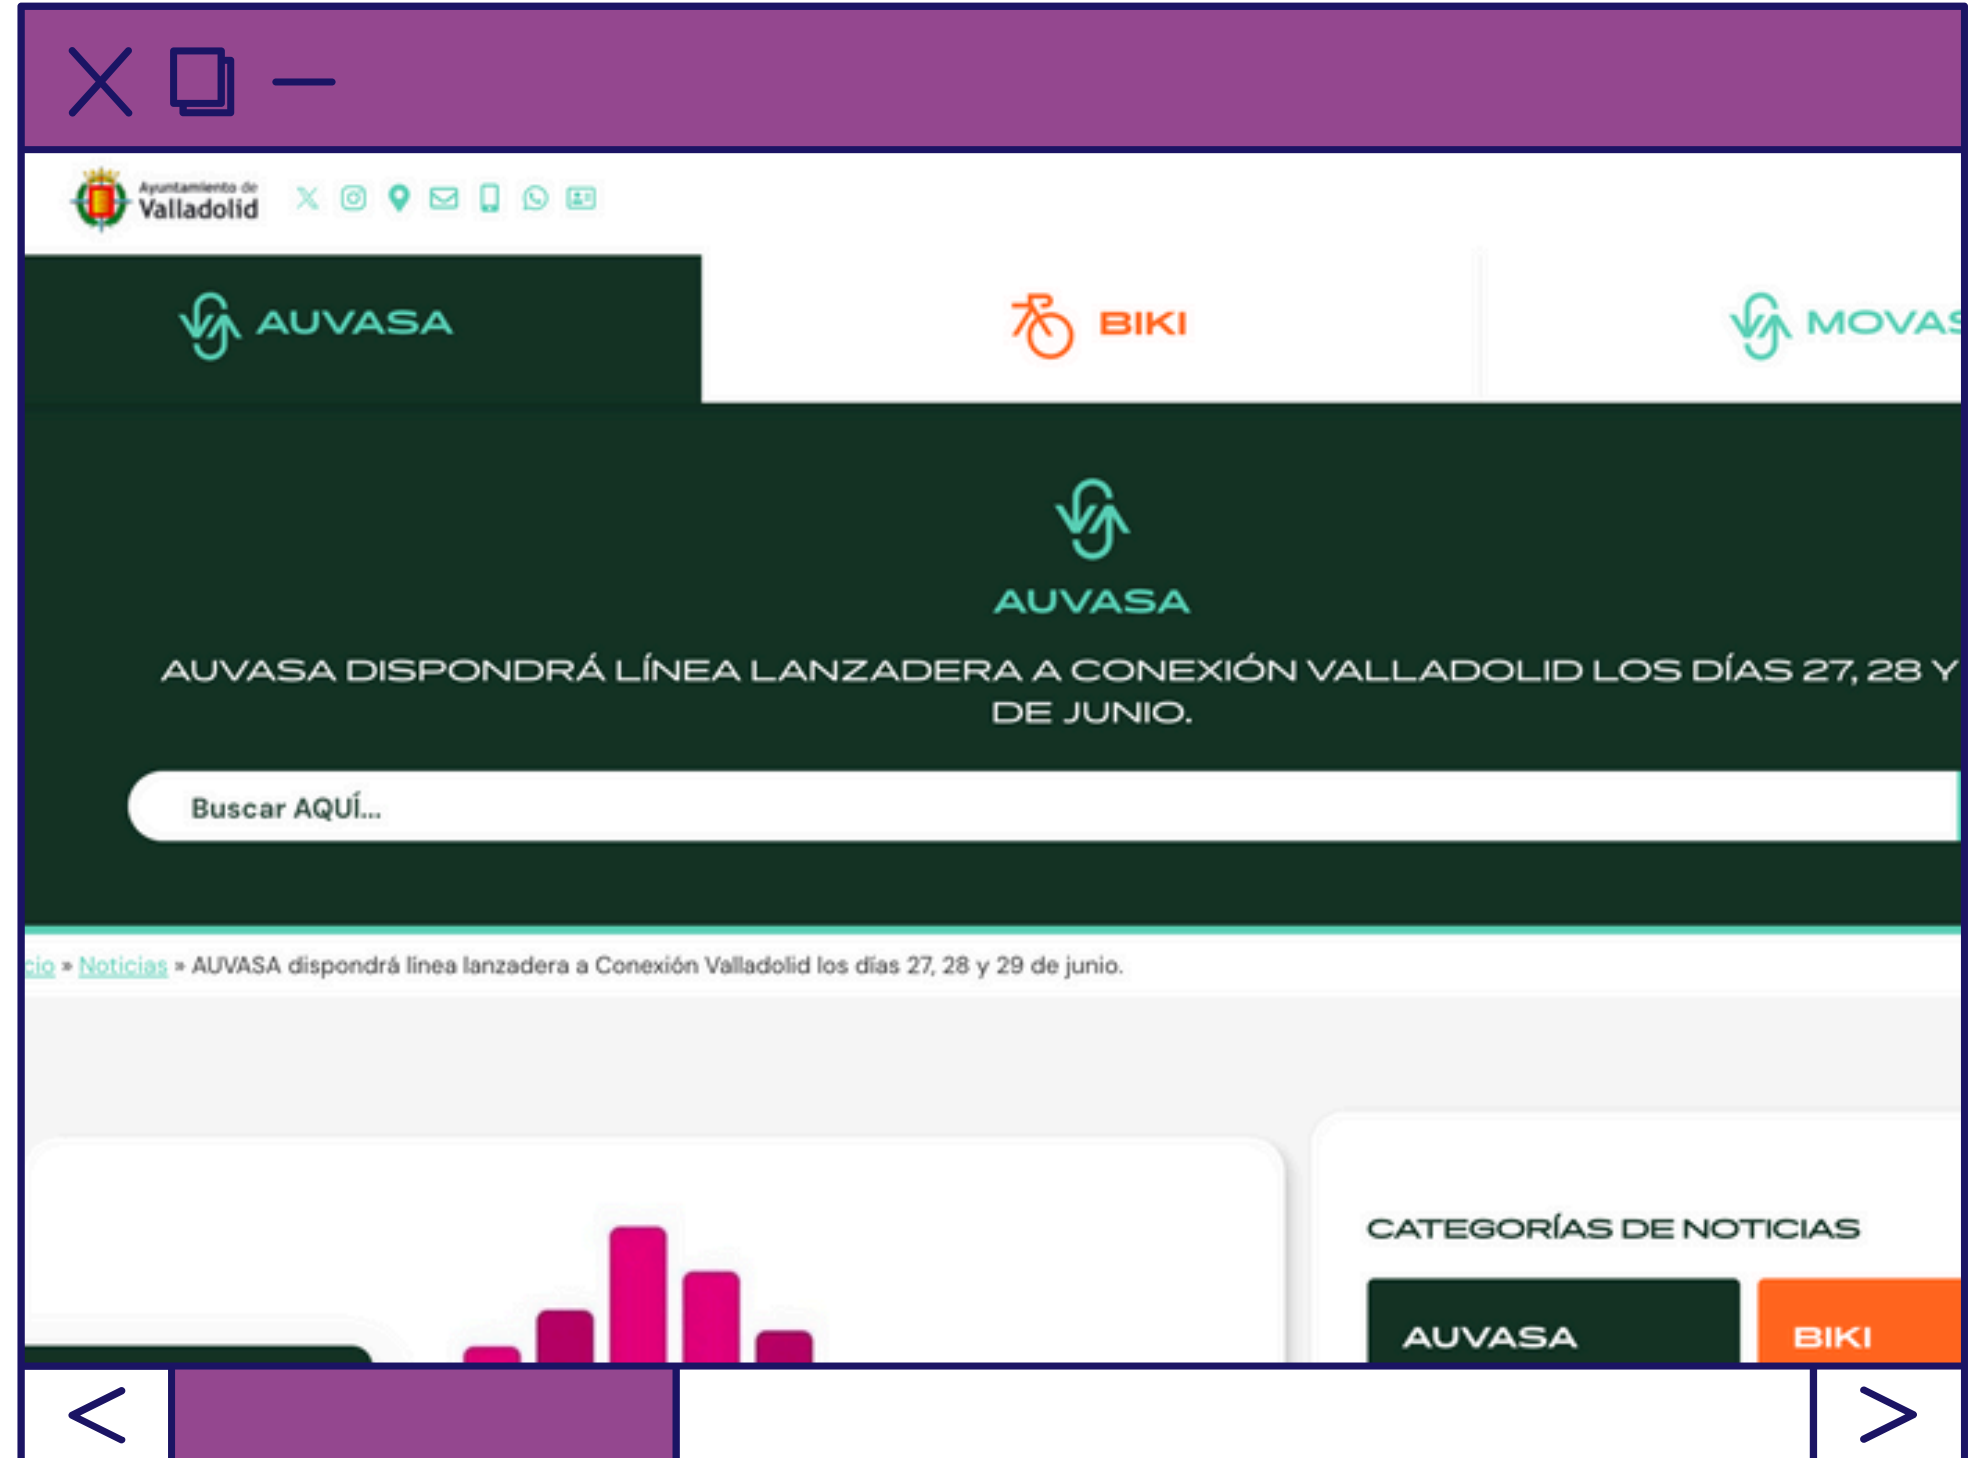 Ayuntamiento de
Valladolid
AUVASA
BIKI
MOVAS
AUVASA
AUVASA DISPONDRÁ LÍNEA LANZADERA A CONEXIÓN VALLADOLID LOS DÍAS 27, 28 Y
DE JUNIO.
Buscar AQUÍ...
cio » Noticias » AUVASA dispondrá línea lanzadera a Conexión Valladolid los días 27, 28 y 29 de junio.
CATEGORÍAS DE NOTICIAS
AUVASA
BIKI